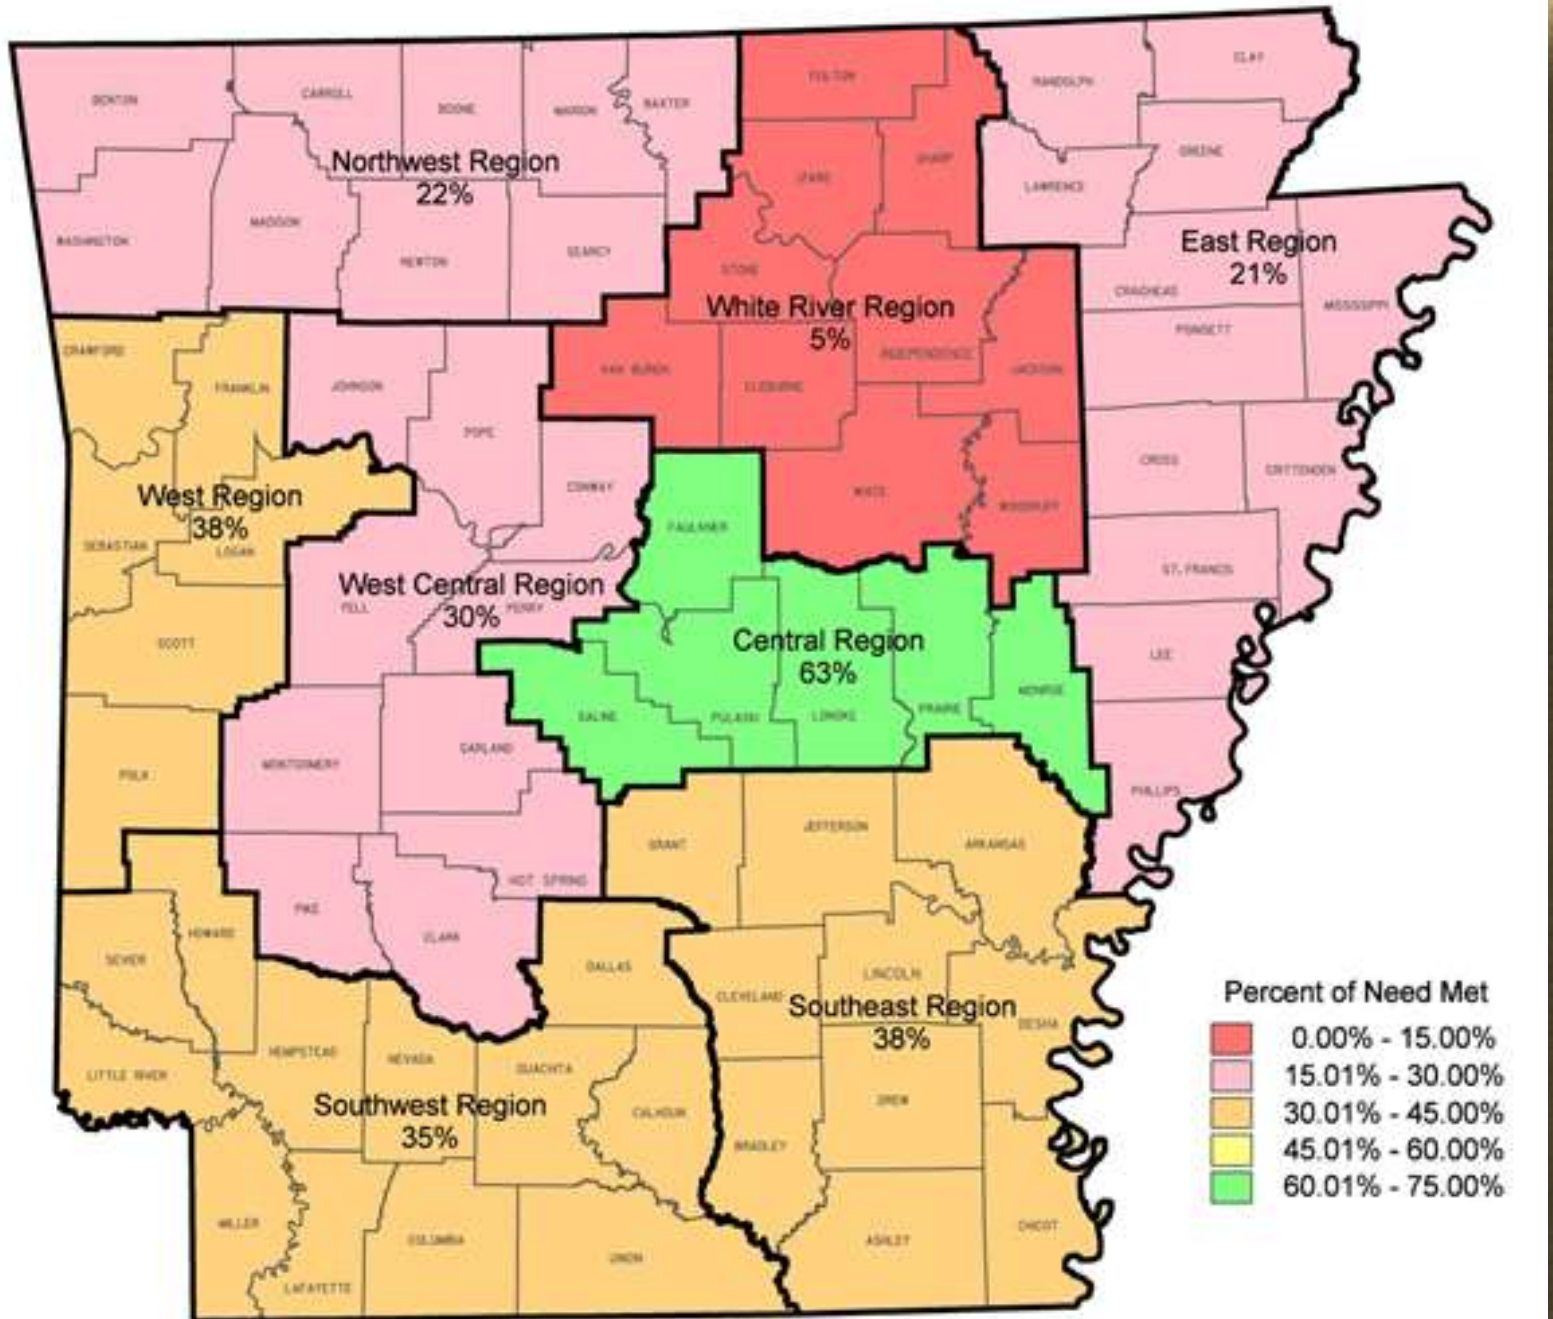 CLAY
RANDOLPH
FULTON
CARROLL
BENTON
BOONE
MARION
BAXTER
GREENE
SHARP
IZARD
LAWRENCE
Northwest Region
22%
MADISON
WASHINGTON
NEWTON
SEARCY
East Region
21%
STONE
CRAIGHEAD
MISSISSIPPI
White River Region
5%
POINSETT
INDEPENDENCE
CRAWFORD
FRANKLIN
JOHNSON
VAN BUREN
CLEBURNE
JACKSON
POPE
CROSS
CRITTENDEN
CONWAY
WHITE
WOODRUFF
West Region
38%
SEBASTIAN
LOGAN
FAULKNER
ST. FRANCIS
West Central Region
30%
YELL
PERRY
SCOTT
Central Region
63%
LEE
MONROE
SALINE
PULASKI
LONOKE
PRAIRIE
GARLAND
MONTGOMERY
POLK
PHILLIPS
GRANT
JEFFERSON
ARKANSAS
HOT SPRING
PIKE
CLARK
HOWARD
SEVIER
DALLAS
LINCOLN
CLEVELAND
Southeast Region
38%
DESHA
HEMPSTEAD
NEVADA
OUACHITA
LITTLE RIVER
CALHOUN
DREW
Southwest Region
35%
BRADLEY
MILLER
COLUMBIA
UNION
LAFAYETTE
ASHLEY
CHICOT
Percent of Need Met
0.00% - 15.00%
15.01% - 30.00%
30.01% - 45.00%
45.01% - 60.00%
60.01% - 75.00%